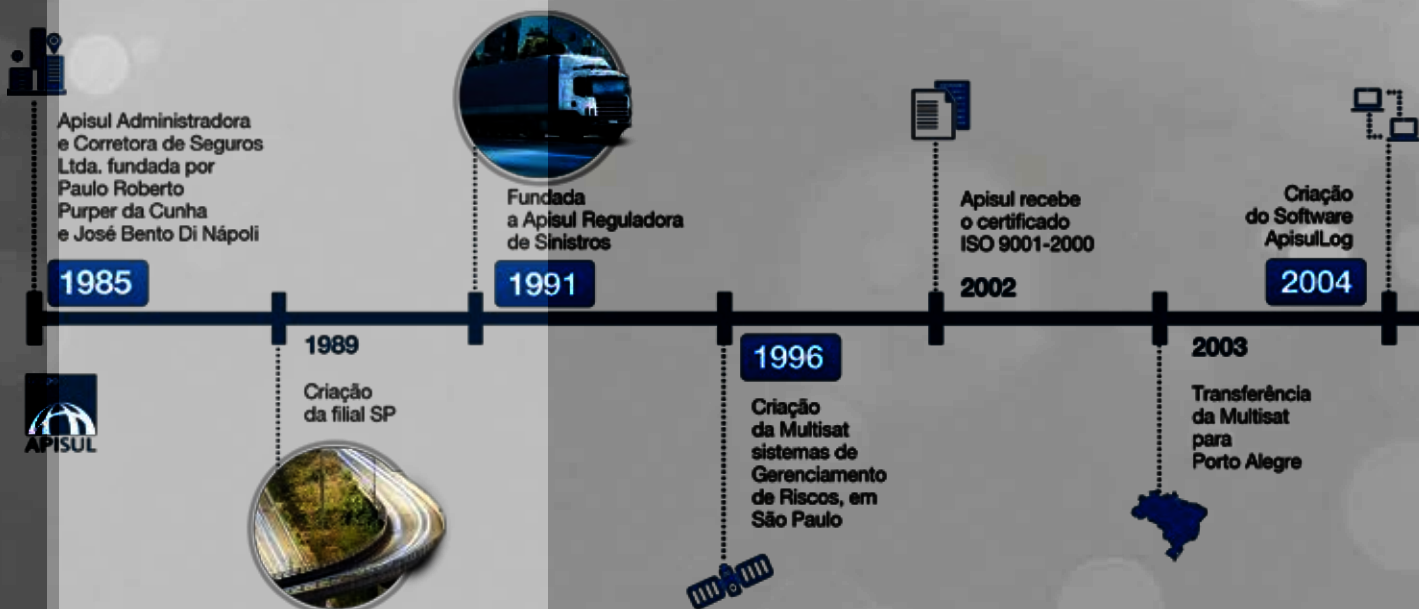 Apisul Administradora
e Corretora de Seguros
Ltda. fundada por
Paulo Roberto
Purper da Cunha
e José Bento Di Nápoli
1985
1989
Criação
da filial SP
Fundada
a Apisul Reguladora
de Sinistros
1991
1996
Criação
da Multisat
sistemas de
Gerenciamento
de Riscos, em
São Paulo
Apisul recebe
o certificado
ISO 9001-2000
2002
2003
Transferência
da Multisat
para
Porto Alegre
Criação
do Software
ApisulLog
2004
APISUL